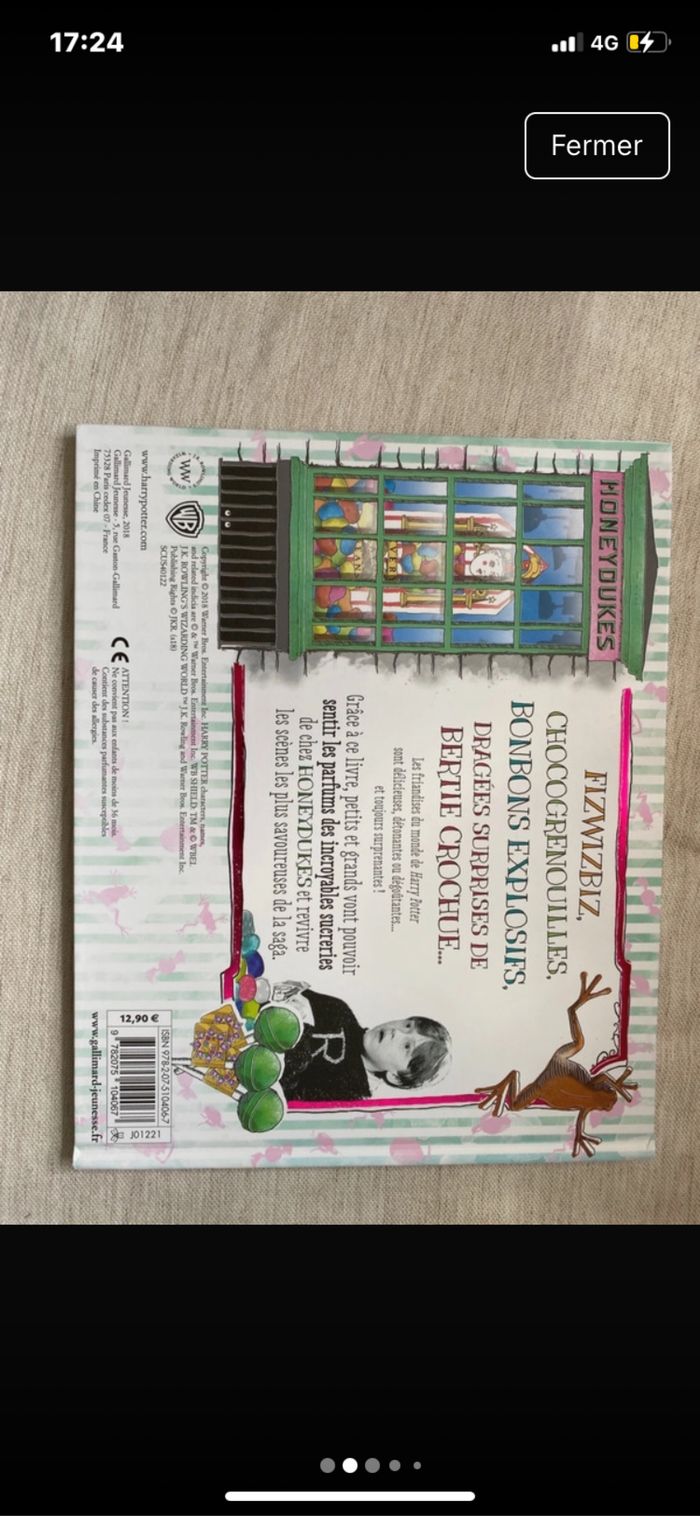 17:24
4G
Fermer
HONEYDUKES
FIZWIZBIZ,
CHOCOGRENOUILLES,
BONBONS EXPLOSIFS,
DRAGÉES SURPRISES DE
BERTIE CROCHUE...
Les friandises du monde de Harry Potter
sont délicieuses, détonantes ou dégoûtantes...
et toujours surprenantes !
Grâce à ce livre, petits et grands vont pouvoir
sentir les parfums des incroyables sucreries
de chez HONEYDUKES et revivre
les scènes les plus savoureuses de la saga.
R
WW
WB
Copyright © 2018 Warner Bros. Entertainment Inc. HARRY POTTER characters, names,
and related indicia are © & ™ Warner Bros. Entertainment Inc. WB SHIELD: TM & © WBEI.
J.K. ROWLING'S WIZARDING WORLD ™ J.K. Rowling and Warner Bros. Entertainment Inc.
Publishing Rights © JKR. (s18)
SCUS40122
www.harrypotter.com
Gallimard Jeunesse, 2018
Gallimard Jeunesse - 5, rue Gaston-Gallimard
75328 Paris cedex 07 - France
Imprimé en Chine
CE
ATTENTION !
Ne convient pas aux enfants de moins de 36 mois.
Contient des substances parfumantes susceptibles
de causer des allergies.
ISBN 978-2-07-510406-7
12,90 €
9 782075 104067
J01221
www.gallimard-jeunesse.fr